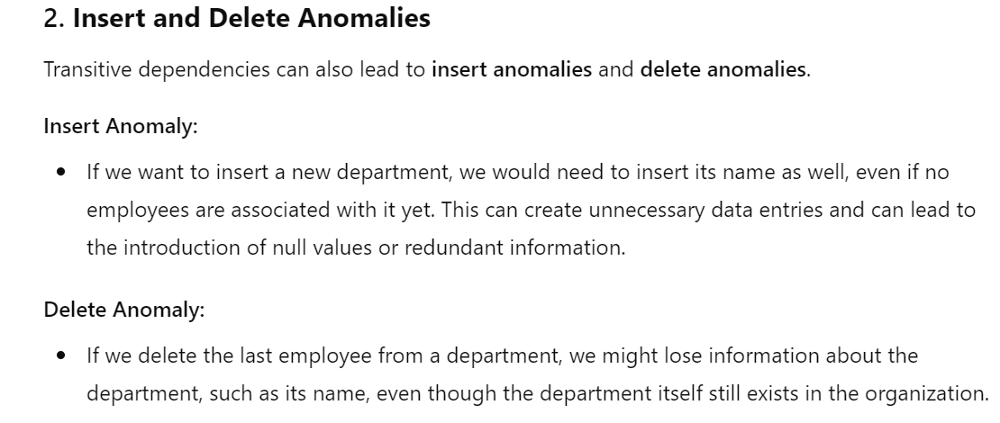 2. Insert and Delete Anomalies
Transitive dependencies can also lead to insert anomalies and delete anomalies.
Insert Anomaly:
• If we want to insert a new department, we would need to insert its name as well, even if no
employees are associated with it yet. This can create unnecessary data entries and can lead to
the introduction of null values or redundant information.
Delete Anomaly:
• If we delete the last employee from a department, we might lose information about the
department, such as its name, even though the department itself still exists in the organization.